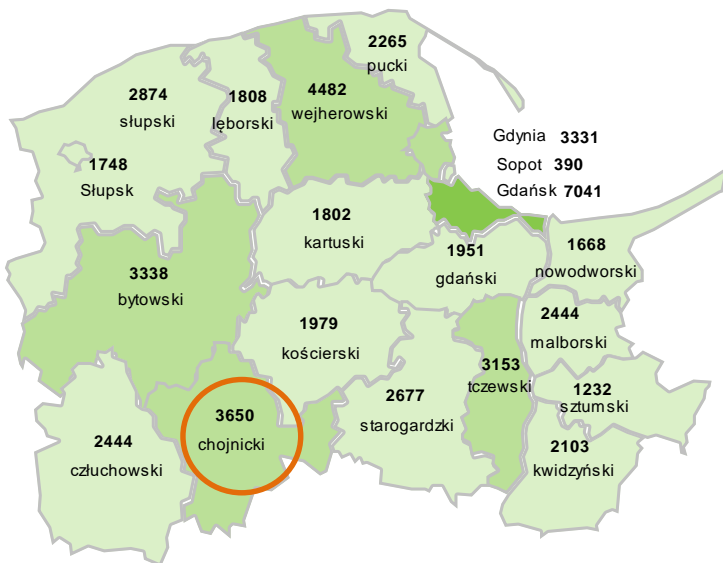 2265
pucki
4482
wejherowski
2874
słupski
1808
lęborski
Gdynia 3331
Sopot 390
Gdańsk 7041
1748
Słupsk
1802
kartuski
1951
gdański
1668
nowodworski
3338
bytowski
1979
kościerski
2444
malborski
3153
tczewski
2677
starogardzki
1232
sztumski
3650
chojnicki
2444
człuchowski
2103
kwidzyński